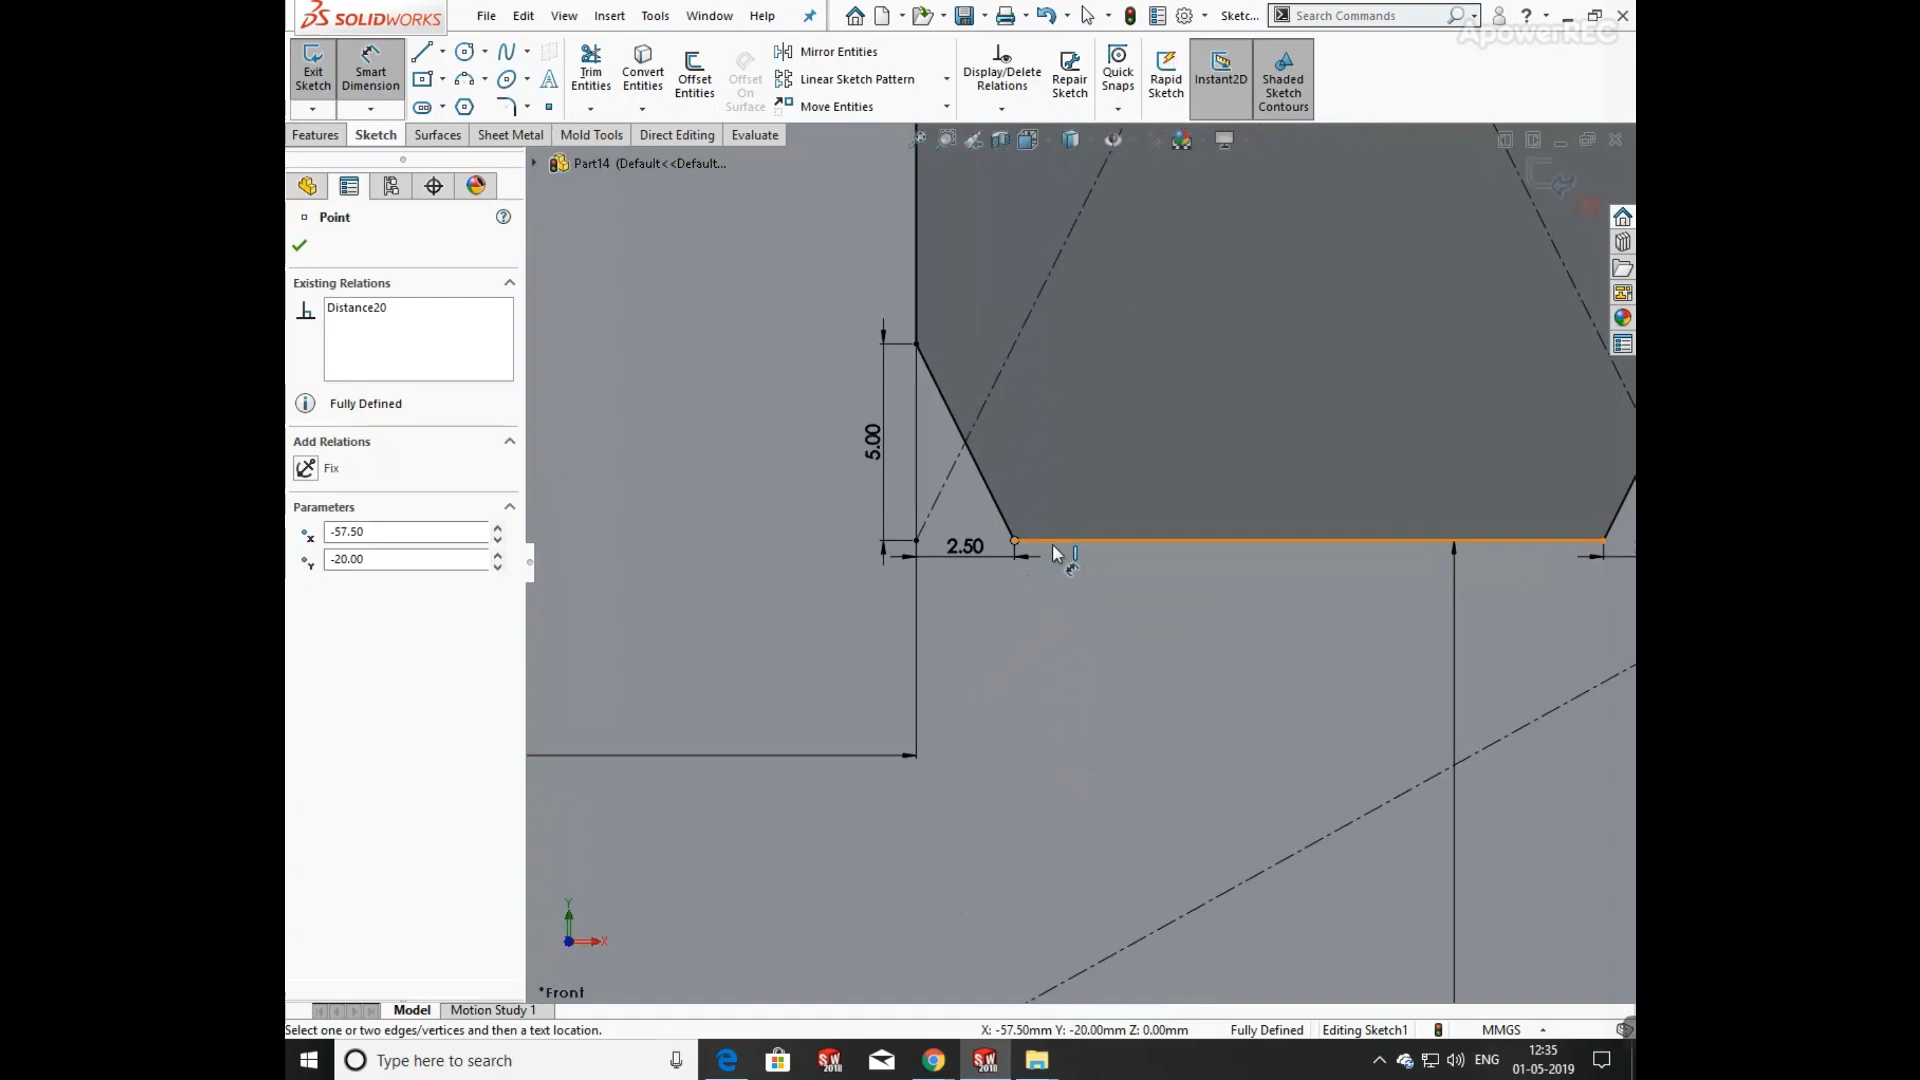 SOLIDWORKS File Edit View Insert Tools Window Help Sketc... Search Commands ?
ApowerREC
Exit Sketch
Smart Dimension
Trim Entities
Convert Entities
Offset Entities
Offset On Surface
Mirror Entities
Linear Sketch Pattern
Move Entities
Display/Delete Relations
Repair Sketch
Quick Snaps
Rapid Sketch
Instant2D
Shaded Sketch Contours
Features Sketch Surfaces Sheet Metal Mold Tools Direct Editing Evaluate
Part14 (Default<<Default...
Point
Existing Relations
Distance20
Fully Defined
Add Relations
Fix
Parameters
-57.50
-20.00
5.00
2.50
Y
X
*Front
Model Motion Study 1
Select one or two edges/vertices and then a text location. X: -57.50mm Y: -20.00mm Z: 0.00mm Fully Defined Editing Sketch1 MMGS
Type here to search SW 2018 SW 2018 ENG 12:35
01-05-2019